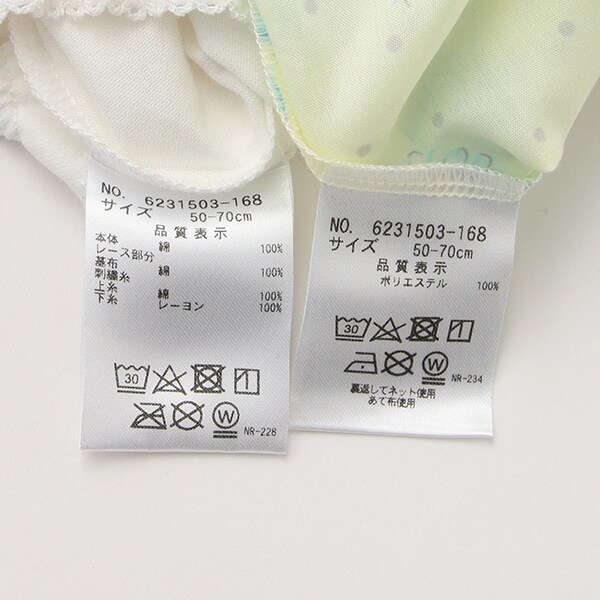 NO. 6231503-168
サイズ 50-70cm
品質表示
本体 綿 100%
レース部分
基布 綿 100%
刺繍糸
上糸 綿 100%
下糸 レーヨン 100%
30
W
NR-228
NO. 6231503-168
サイズ 50-70cm
品質表示
ポリエステル 100%
30
W NR-234
裏返してネット使用
あて布使用